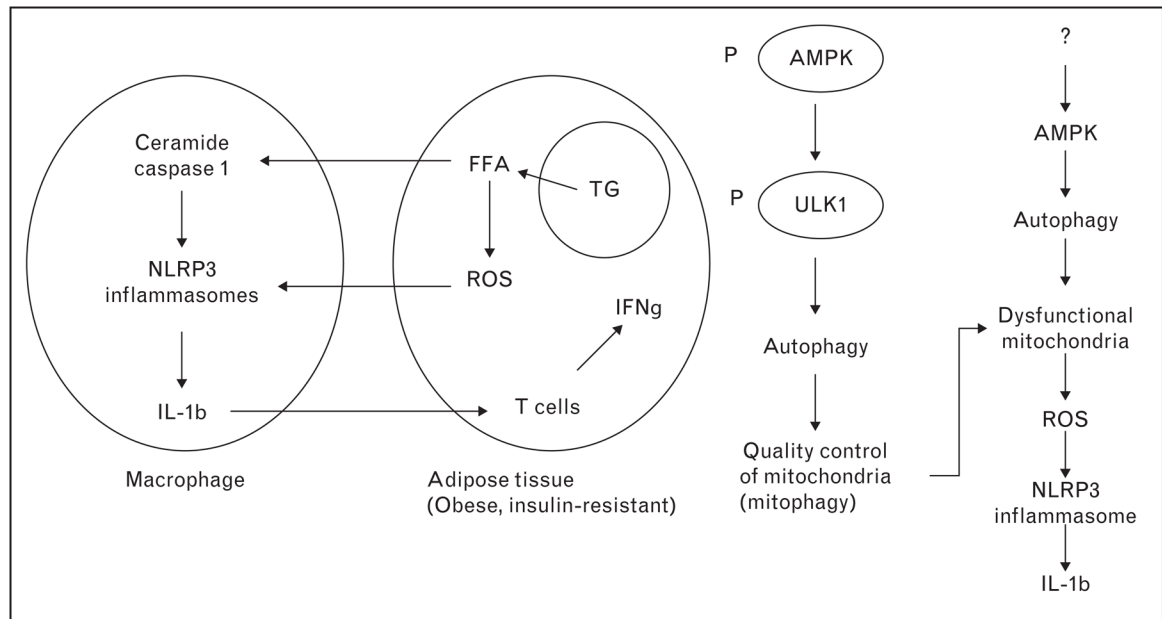 Ceramide
caspase 1
NLRP3
inflammasomes
IL-1b
Macrophage
FFA
TG
ROS
IFNg
T cells
Adipose tissue
(Obese, insulin-resistant)
P
AMPK
P
ULK1
Autophagy
Quality control
of mitochondria
(mitophagy)
?
AMPK
Autophagy
Dysfunctional
mitochondria
ROS
NLRP3
inflammasome
IL-1b